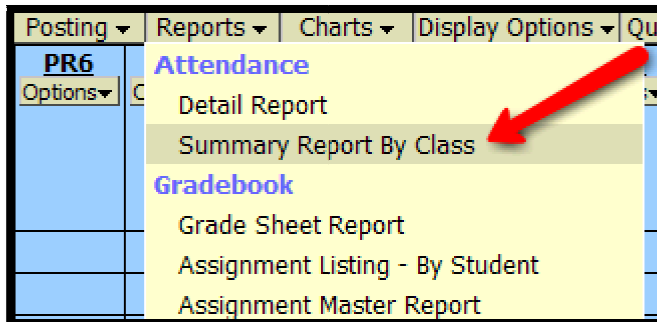 Posting Reports Charts Display Options Qu
PR6
Options
Attendance
Detail Report
Summary Report By Class
Gradebook
Grade Sheet Report
Assignment Listing - By Student
Assignment Master Report